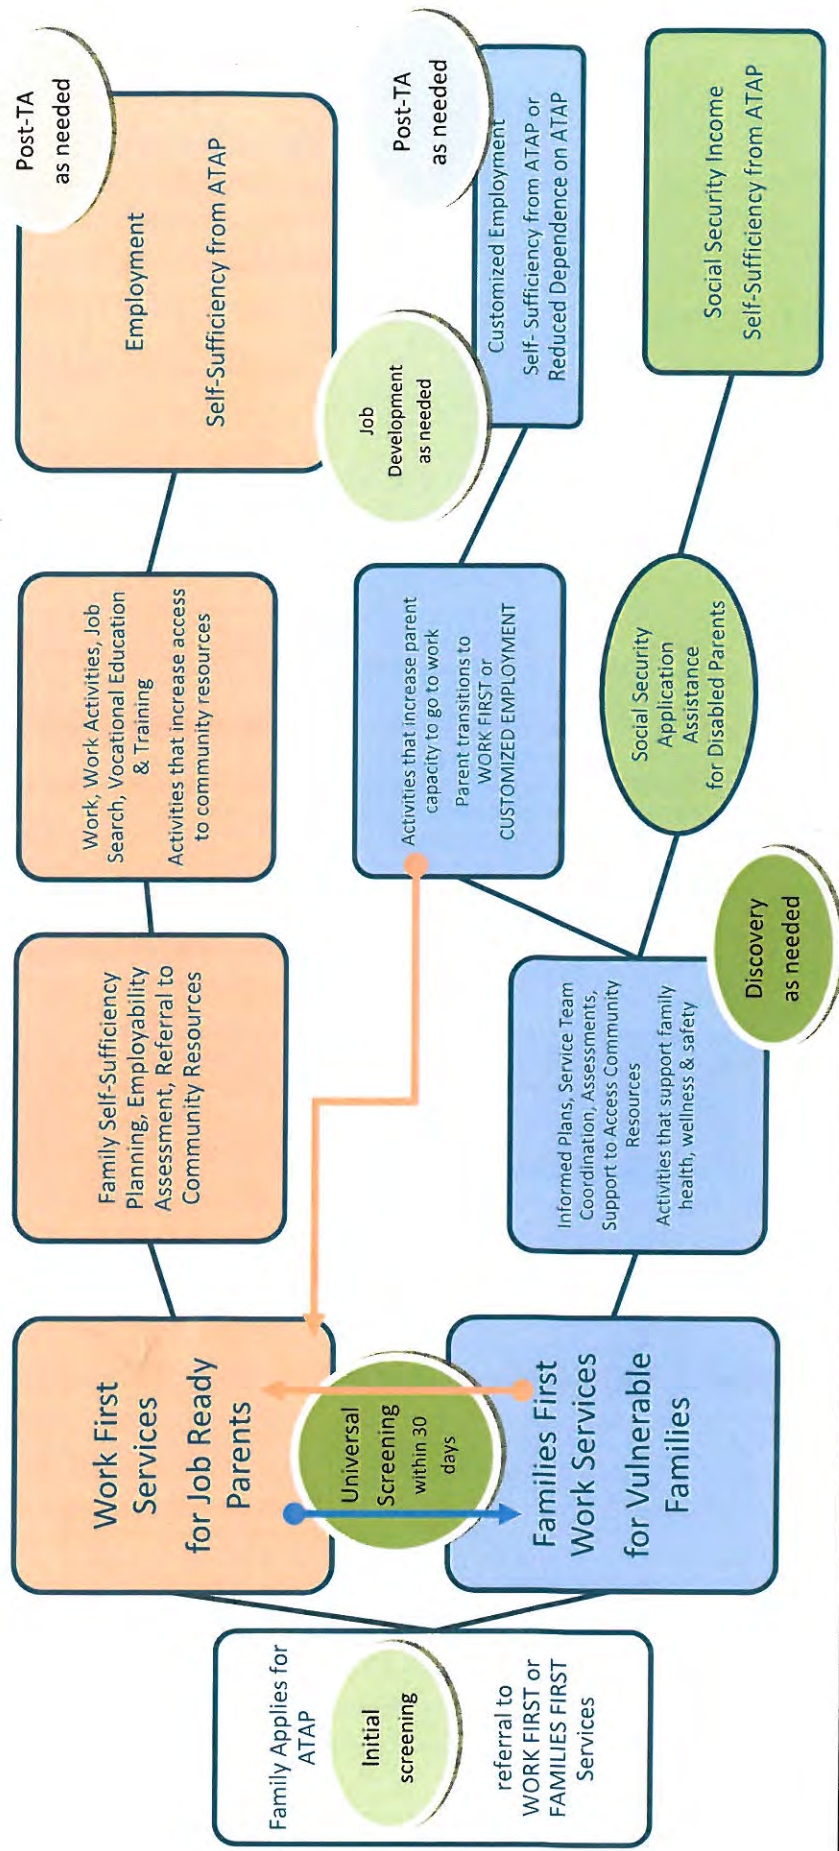 Family Applies for
ATAP
Initial
screening
referral to
WORK FIRST or
FAMILIES FIRST
Services
Work First
Services
for Job Ready
Parents
Universal
Screening
within 30
days
Families First
Work Services
for Vulnerable
Families
Family Self-Sufficiency
Planning, Employability
Assessment, Referral to
Community Resources
Informed Plans, Service Team
Coordination, Assessments,
Support to Access Community
Resources
Activities that support family
health, wellness & safety
Discovery
as needed
Work, Work Activities, Job
Search, Vocational Education
& Training
Activities that increase access
to community resources
Activities that increase parent
capacity to go to work
Parent transitions to
WORK FIRST or
CUSTOMIZED EMPLOYMENT
Social Security
Application
Assistance
for Disabled Parents
Employment
Self-Sufficiency from ATAP
Post-TA
as needed
Job
Development
as needed
Customized Employment
Self- Sufficiency from ATAP or
Reduced Dependence on ATAP
Post-TA
as needed
Social Security Income
Self-Sufficiency from ATAP